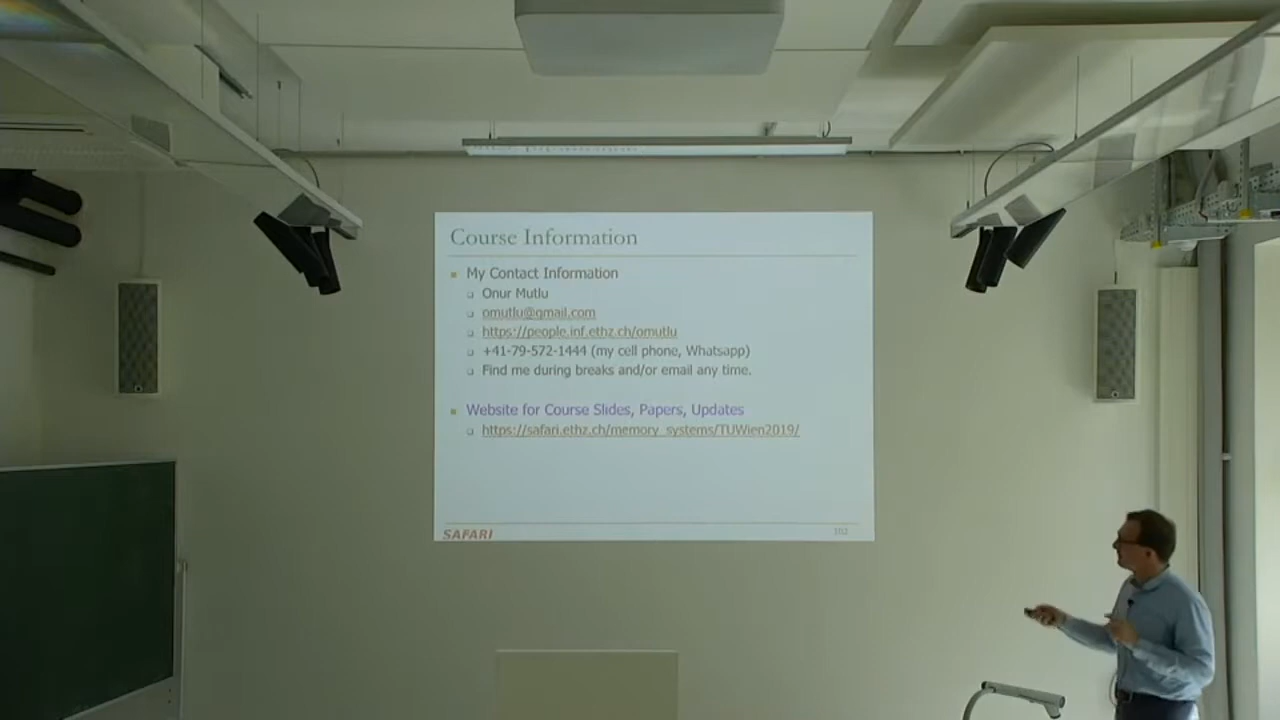 Course Information
My Contact Information
Onur Mutlu
omutlu@gmail.com
https://people.inf.ethz.ch/omutlu
+41-79-572-1444 (my cell phone, Whatsapp)
Find me during breaks and/or email any time.
Website for Course Slides, Papers, Updates
https://safari.ethz.ch/memory_systems/TUWien2019/
SAFARI